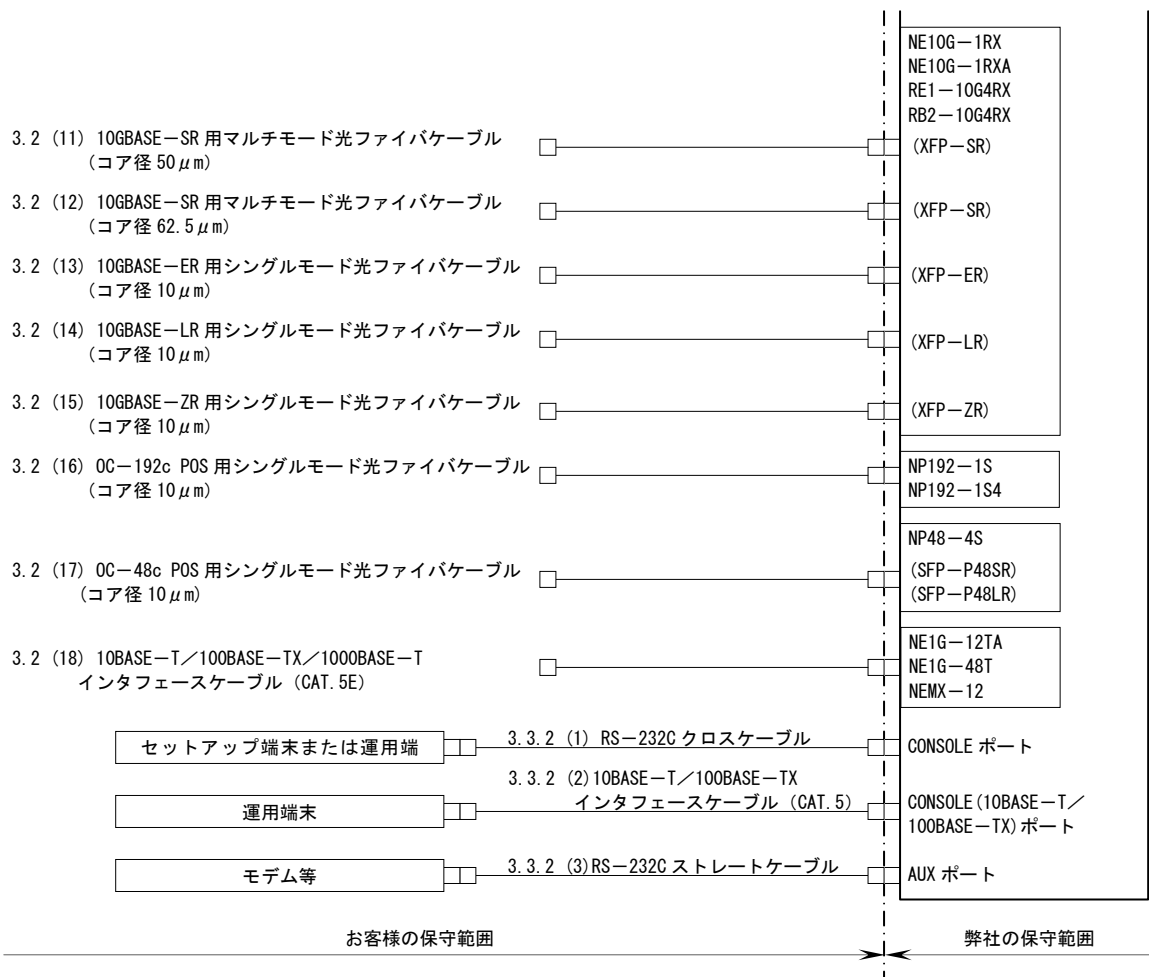 NE10G－1RX
NE10G－1RXA
RE1－10G4RX
RB2－10G4RX
3.2 (11) 10GBASE－SR 用マルチモード光ファイバケーブル
(コア径 50μm)
(XFP－SR)
3.2 (12) 10GBASE－SR 用マルチモード光ファイバケーブル
(コア径 62.5μm)
(XFP－SR)
3.2 (13) 10GBASE－ER 用シングルモード光ファイバケーブル
(コア径 10μm)
(XFP－ER)
3.2 (14) 10GBASE－LR 用シングルモード光ファイバケーブル
(コア径 10μm)
(XFP－LR)
3.2 (15) 10GBASE－ZR 用シングルモード光ファイバケーブル
(コア径 10μm)
(XFP－ZR)
3.2 (16) OC－192c POS 用シングルモード光ファイバケーブル
(コア径 10μm)
NP192－1S
NP192－1S4
NP48－4S
3.2 (17) OC－48c POS 用シングルモード光ファイバケーブル
(コア径 10μm)
(SFP－P48SR)
(SFP－P48LR)
3.2 (18) 10BASE－T／100BASE－TX／1000BASE－T
インタフェースケーブル (CAT.5E)
NE1G－12TA
NE1G－48T
NEMX－12
セットアップ端末または運用端
3.3.2 (1) RS－232C クロスケーブル
CONSOLE ポート
3.3.2 (2)10BASE－T／100BASE－TX
インタフェースケーブル (CAT.5)
運用端末
CONSOLE(10BASE－T／
100BASE－TX)ポート
モデム等
3.3.2 (3)RS－232C ストレートケーブル
AUX ポート
お客様の保守範囲
弊社の保守範囲